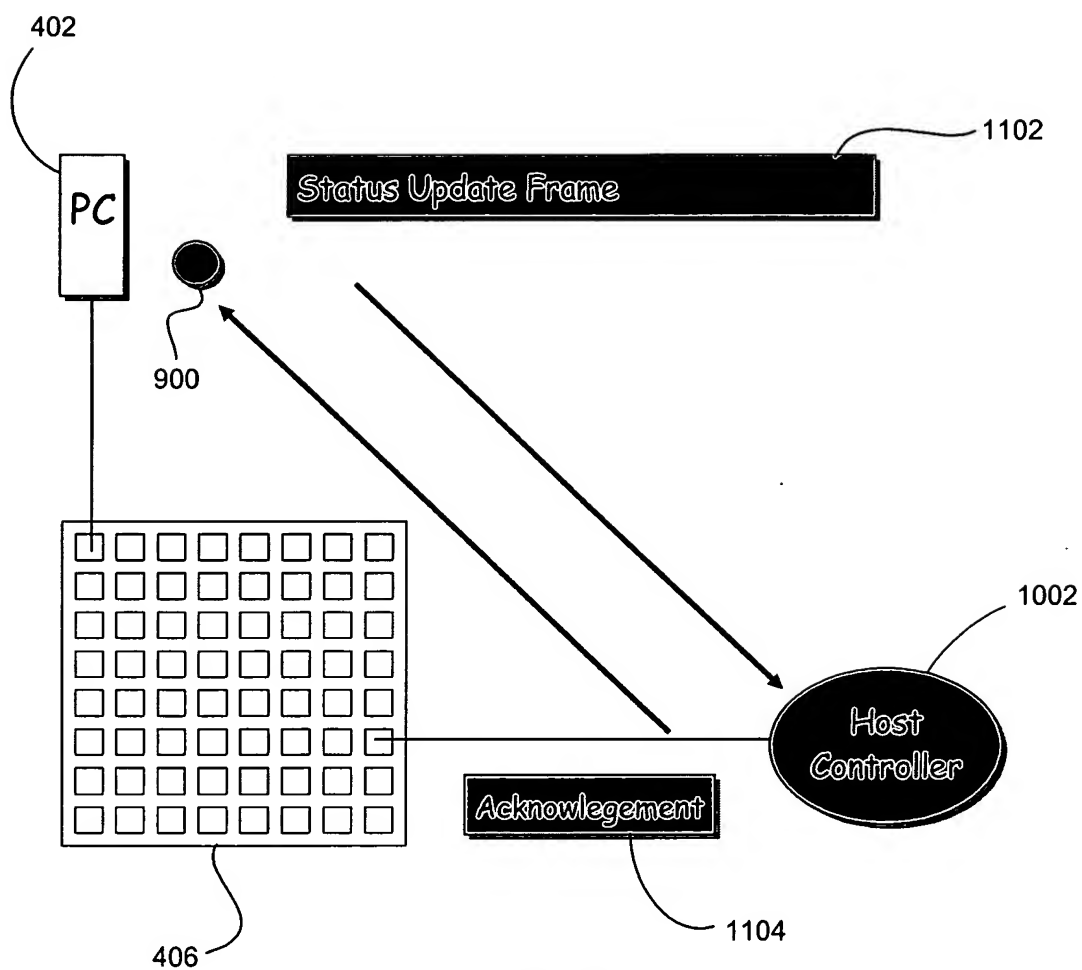 402
1102
Status Update Frame
PC
900
1002
Host
Controller
Acknowlegement
1104
406